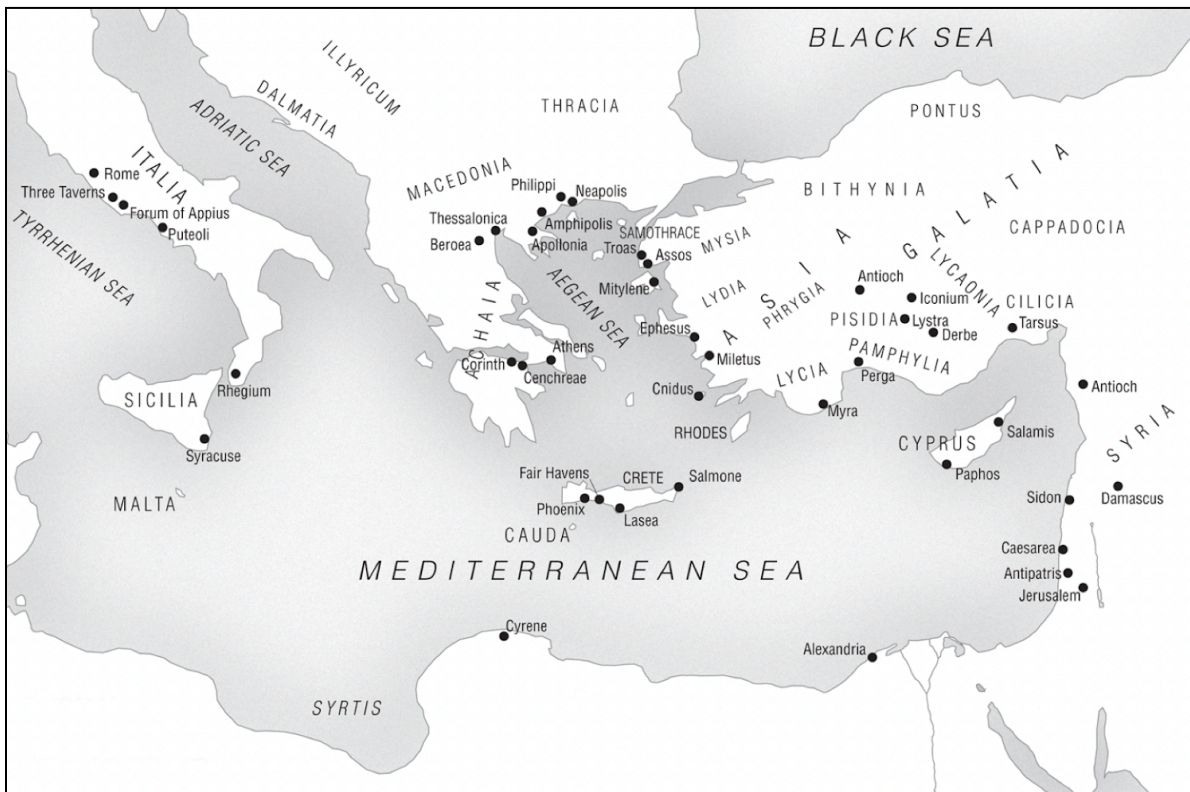 BLACK SEA
ILLYRICUM
DALMATIA
ADRIATIC SEA
THRACIA
PONTUS
ITALIA
Rome
Three Taverns
Forum of Appius
Puteoli
TYRRHENIAN SEA
MACEDONIA
Philippi
Neapolis
Amphipolis
Apollonia
Thessalonica
Beroea
SAMOTHRACE
Troas
Assos
Mitylene
MYSIA
BITHYNIA
GALATIA
CAPPADOCIA
ASIA
LYDIA
PHRYGIA
Antioch
Iconium
LYCAONIA
CILICIA
Tarsus
PISIDIA
Lystra
Derbe
PAMPHYLIA
Perga
LYCIA
Myra
AEGEAN SEA
ACHAIA
Athens
Corinth
Cenchreae
Ephesus
Miletus
Cnidus
RHODES
Rhegium
SICILIA
Syracuse
MALTA
Antioch
SYRIA
CYPRUS
Salamis
Paphos
Fair Havens
CRETE
Salmone
Phoenix
Lasea
CAUDA
Sidon
Damascus
Caesarea
Antipatris
Jerusalem
MEDITERRANEAN SEA
Cyrene
Alexandria
SYRTIS